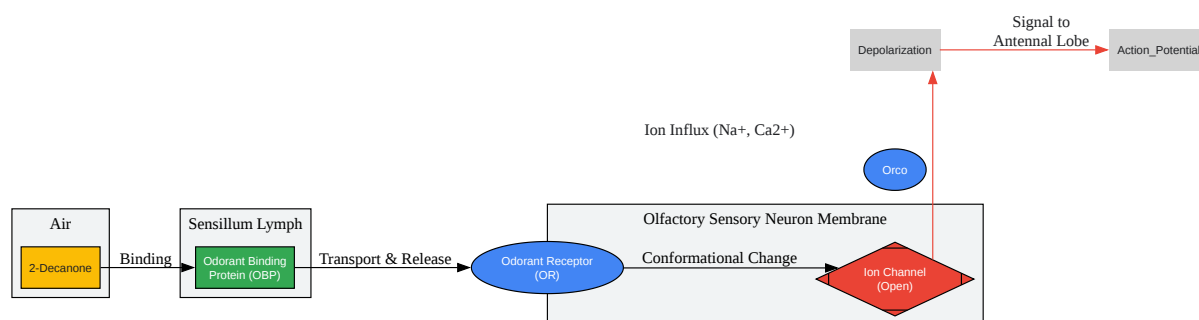 Signal to
Antennal Lobe
Depolarization
Action_Potential
Ion Influx (Na+, Ca2+)
Orco
Air
Sensillum Lymph
Olfactory Sensory Neuron Membrane
2-Decanone
Binding
Odorant Binding
Protein (OBP)
Transport & Release
Odorant Receptor
(OR)
Conformational Change
Ion Channel
(Open)